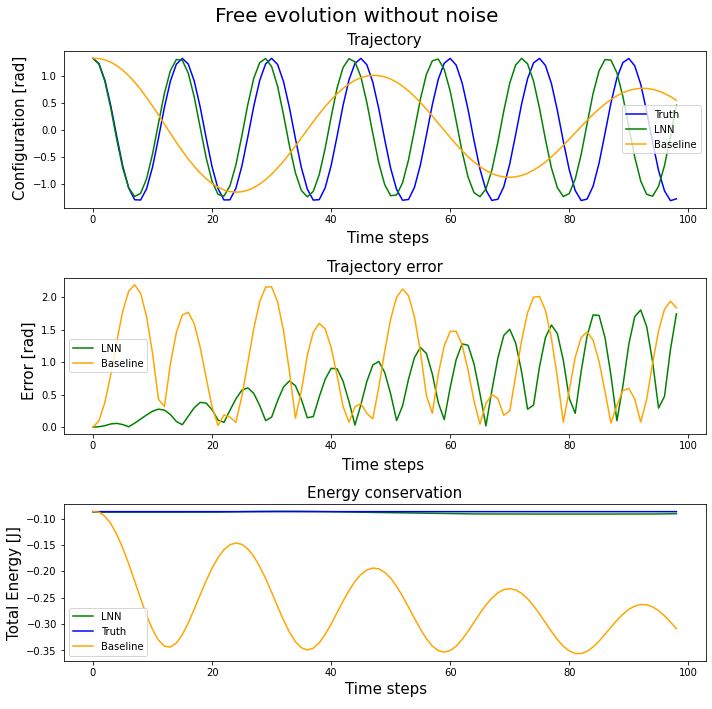 Free evolution without noise
Trajectory
Configuration [rad]
1.0
0.5
0.0
−0.5
−1.0
Truth
LNN
Baseline
0 20 40 60 80 100
Time steps
Trajectory error
Error [rad]
2.0
1.5
1.0
0.5
0.0
LNN
Baseline
0 20 40 60 80 100
Time steps
Energy conservation
Total Energy [J]
−0.10
−0.15
−0.20
−0.25
−0.30
−0.35
LNN
Truth
Baseline
0 20 40 60 80 100
Time steps